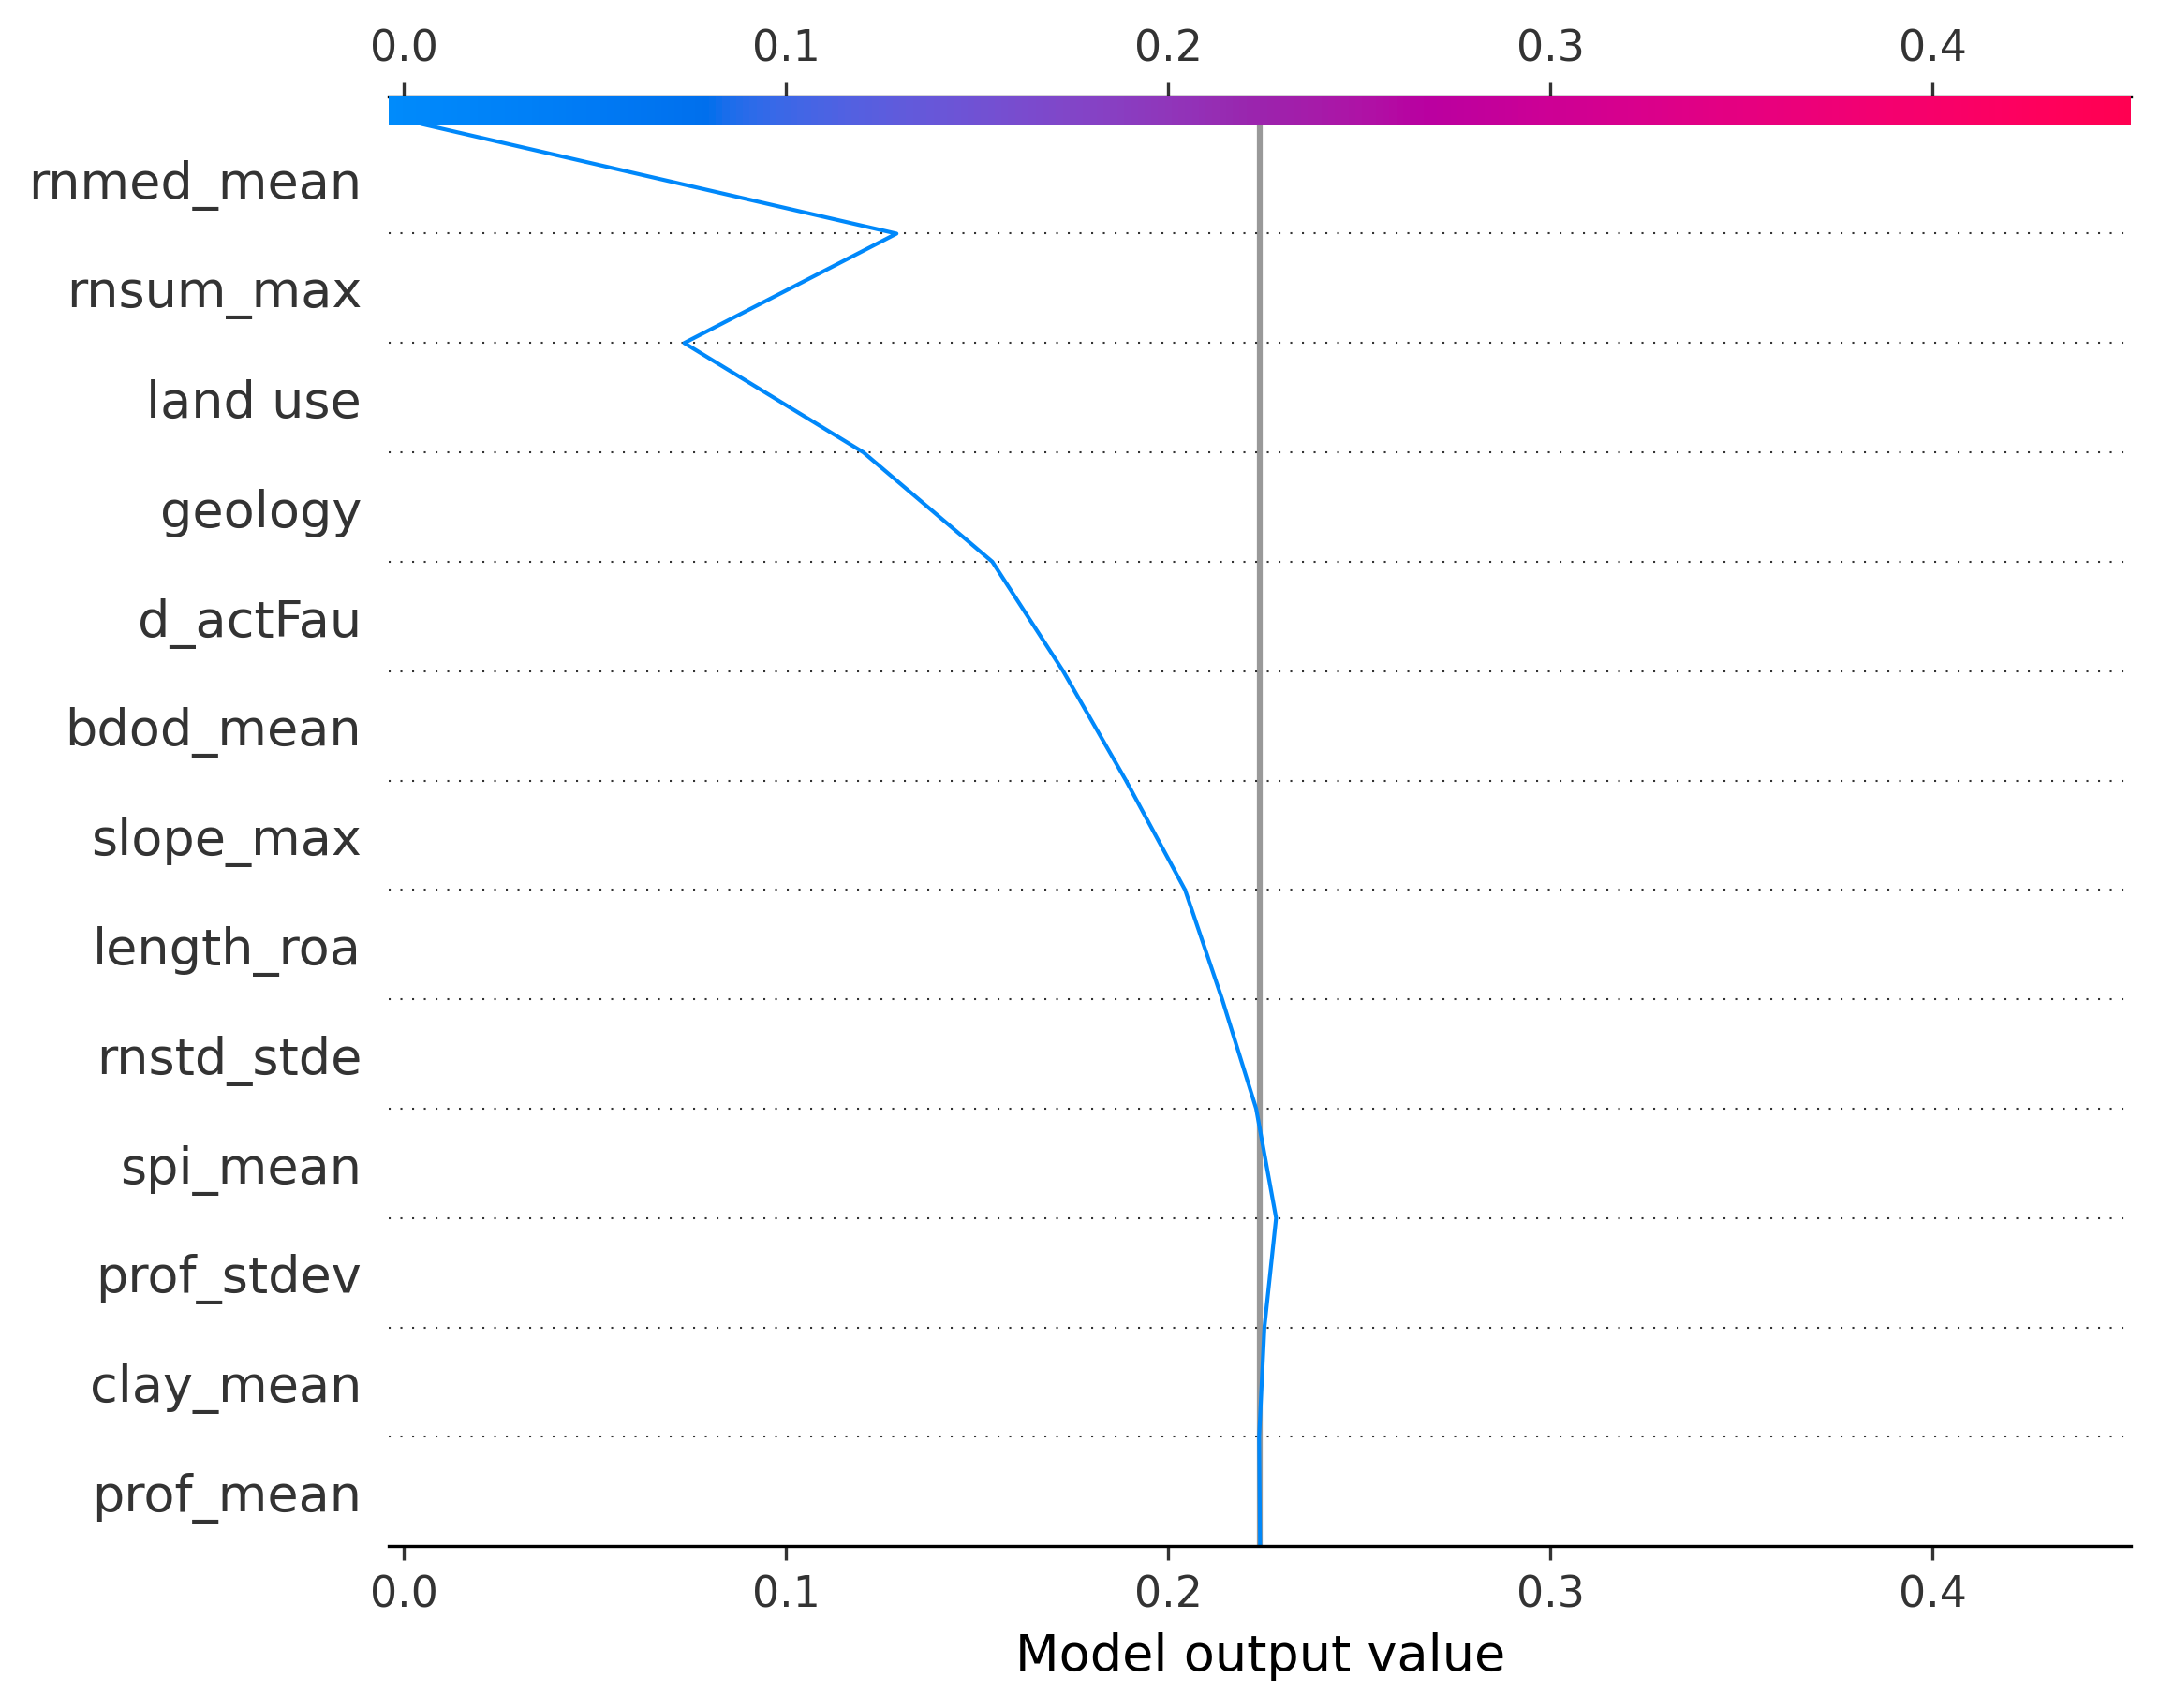 0.0 0.1 0.2 0.3 0.4
rnmed_mean
rnsum_max
land use
geology
d_actFau
bdod_mean
slope_max
length_roa
rnstd_stde
spi_mean
prof_stdev
clay_mean
prof_mean
0.0 0.1 0.2 0.3 0.4
Model output value